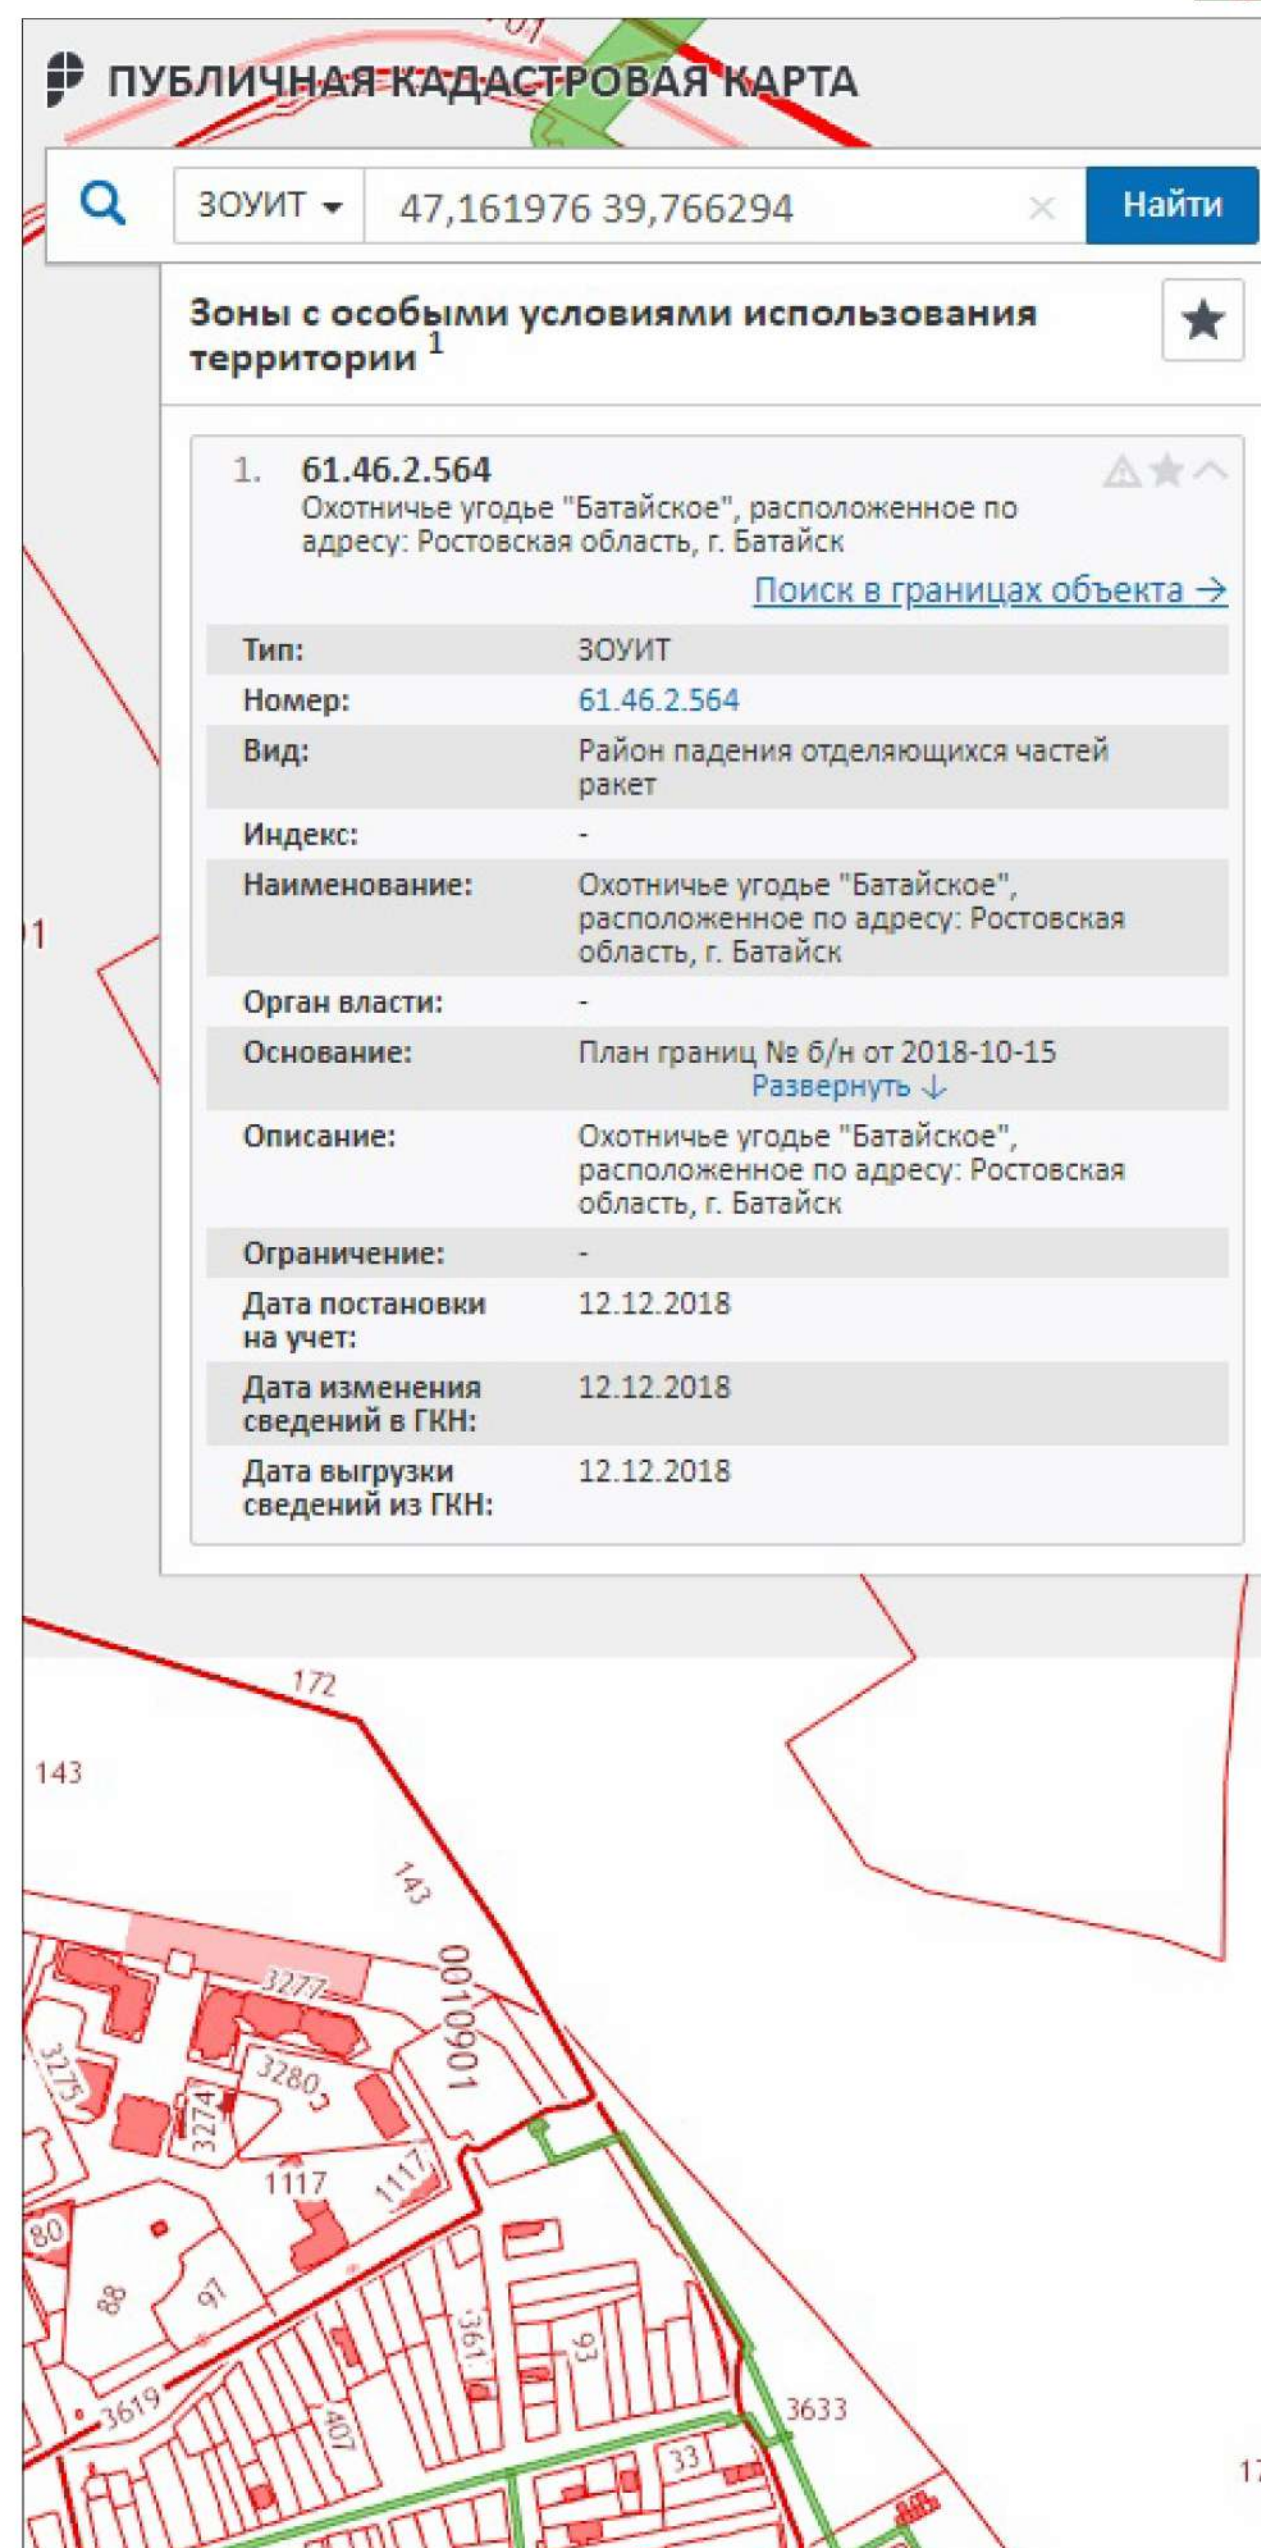 01
ПУБЛИЧНАЯ КАДАСТРОВАЯ КАРТА
ЗОУИТ
47,161976 39,766294
Найти
Зоны с особыми условиями использования
территории 1
1. 61.46.2.564
Охотничье угодье "Батайское", расположенное по
адресу: Ростовская область, г. Батайск
Поиск в границах объекта →
Тип: ЗОУИТ
Номер: 61.46.2.564
Вид: Район падения отделяющихся частей
ракет
Индекс: -
Наименование: Охотничье угодье "Батайское",
расположенное по адресу: Ростовская
область, г. Батайск
Орган власти: -
Основание: План границ № б/н от 2018-10-15
Развернуть ↓
Описание: Охотничье угодье "Батайское",
расположенное по адресу: Ростовская
область, г. Батайск
Ограничение: -
Дата постановки
на учет: 12.12.2018
Дата изменения
сведений в ГКН: 12.12.2018
Дата выгрузки
сведений из ГКН: 12.12.2018
172
143
143
0010901
3277
3275
3280
3274
1117
1117
80
88
97
361
93
3619
407
3633
33